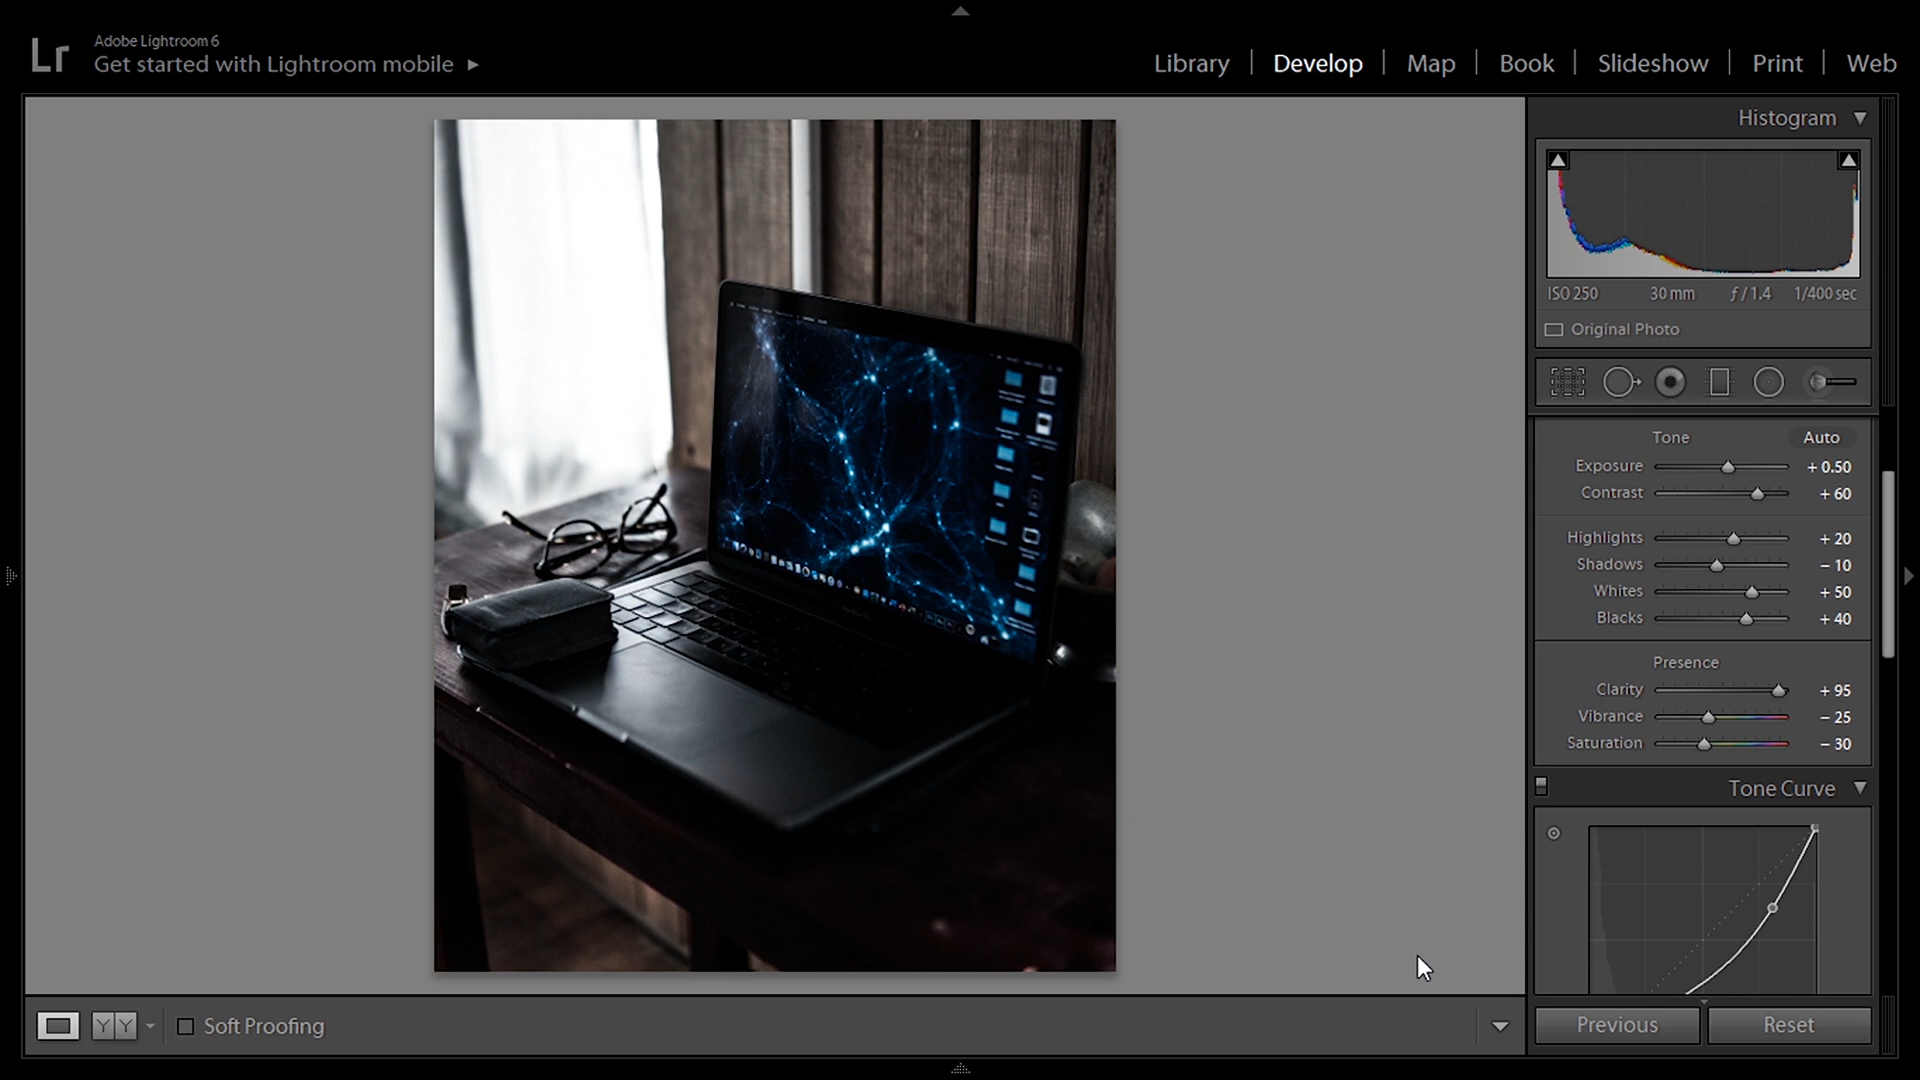 Lr
Adobe Lightroom 6
Get started with Lightroom mobile
Library | Develop | Map | Book | Slideshow | Print | Web
Histogram
ISO 250 30 mm ƒ / 1.4 1/400 sec
Original Photo
Tone Auto
Exposure + 0.50
Contrast + 60
Highlights + 20
Shadows – 10
Whites + 50
Blacks + 40
Presence
Clarity + 95
Vibrance – 25
Saturation – 30
Tone Curve
YY Soft Proofing
Previous Reset